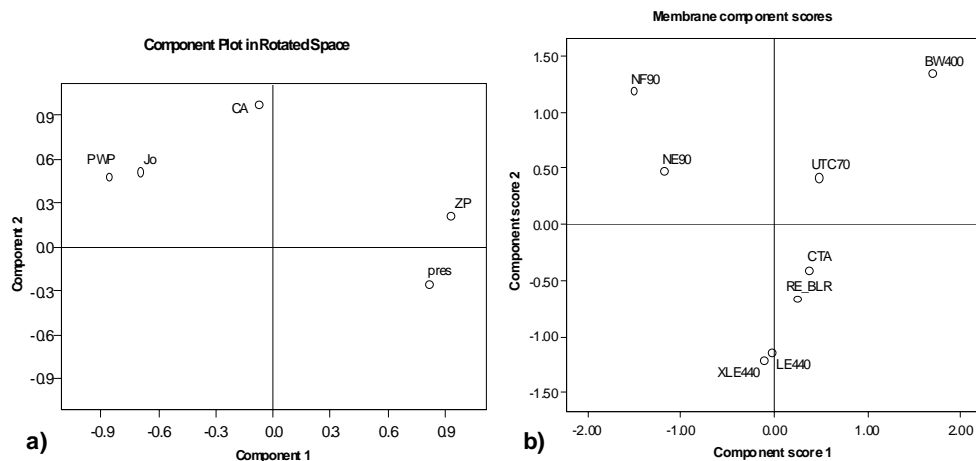 Component Plot in Rotated Space
Component 2
0.9
0.6
0.3
0.0
-0.3
-0.6
-0.9
CA
PWP
Jo
ZP
pres
-0.9
-0.6
-0.3
0.0
0.3
0.6
0.9
Component 1
a)
Membrane component scores
Component score 2
1.50
1.00
0.50
0.00
-0.50
-1.00
-1.50
BW400
NF90
NE90
UTC70
CTA
RE_BLR
LE440
XLE440
-2.00
-1.00
0.00
1.00
2.00
Component score 1
b)